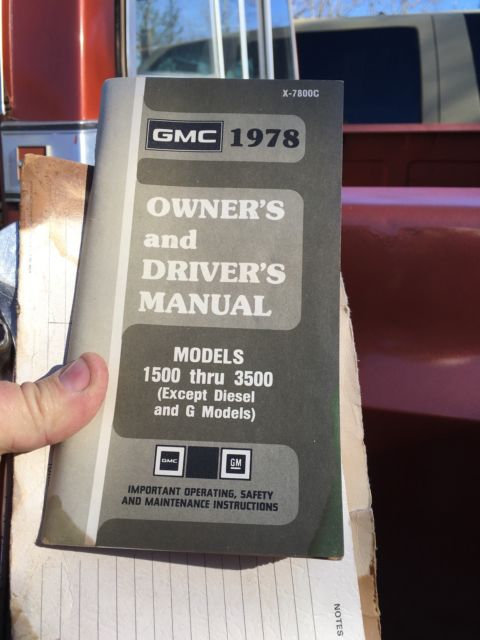 X-7800C
GMC 1978
OWNER'S
and
DRIVER'S
MANUAL
MODELS
1500 thru 3500
(Except Diesel
and G Models)
GMC GM
IMPORTANT OPERATING, SAFETY
AND MAINTENANCE INSTRUCTIONS
NOTES